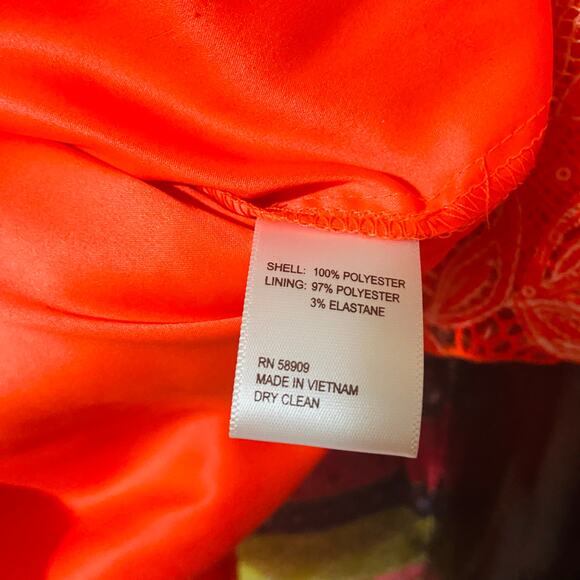 SHELL: 100% POLYESTER
LINING: 97% POLYESTER
3% ELASTANE
RN 58909
MADE IN VIETNAM
DRY CLEAN